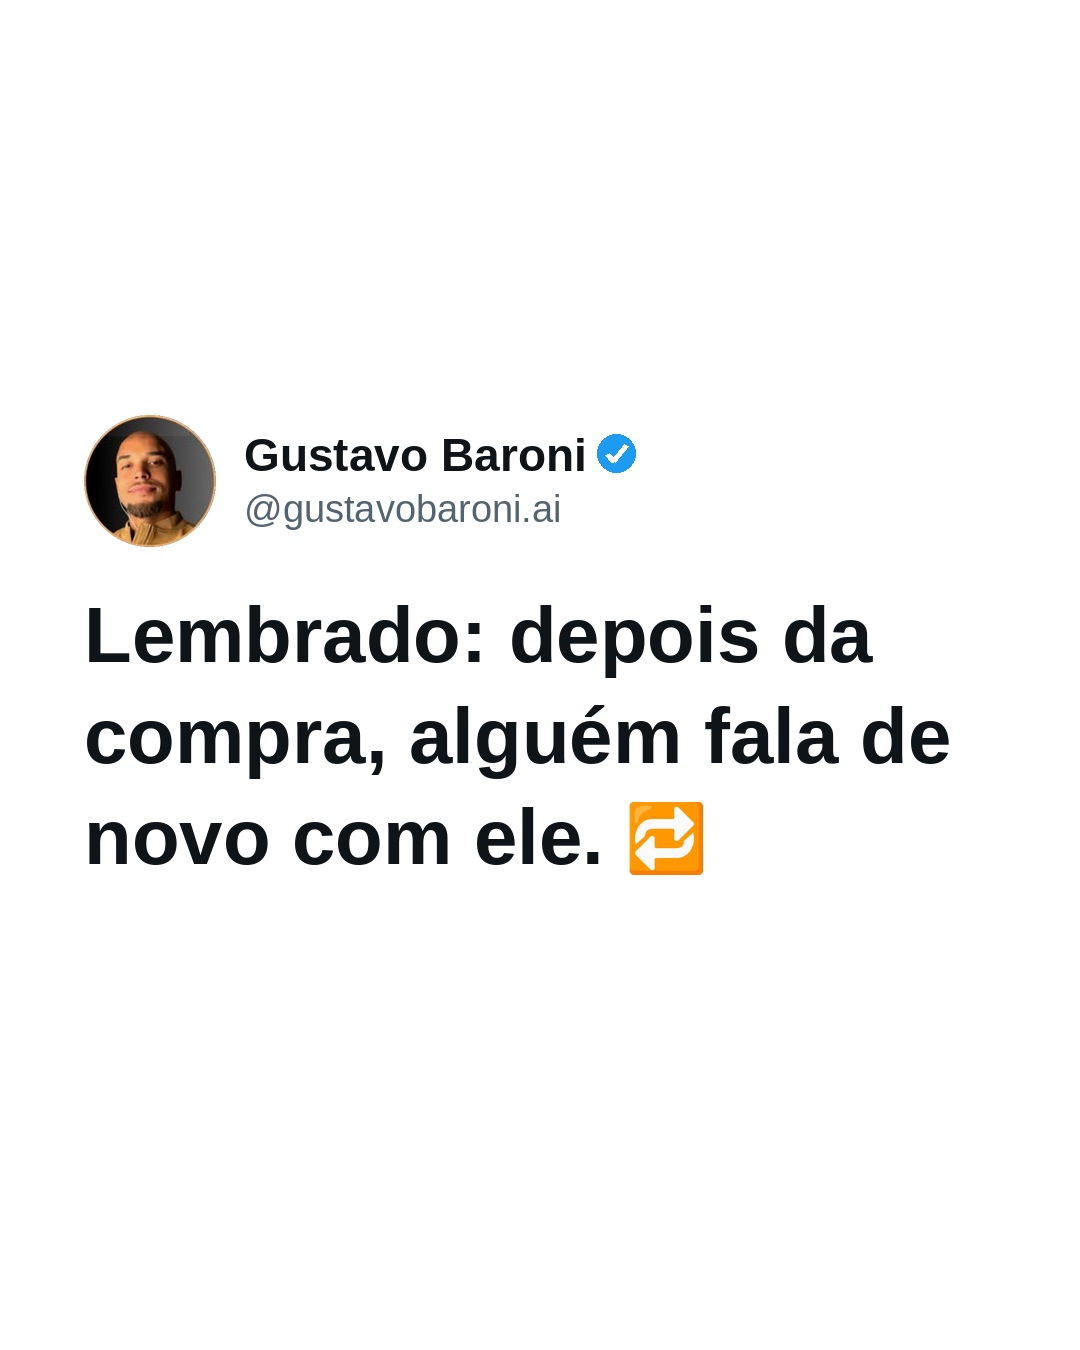 Gustavo Baroni
@gustavobaroni.ai
Lembrado: depois da
compra, alguém fala de
novo com ele. 🔁